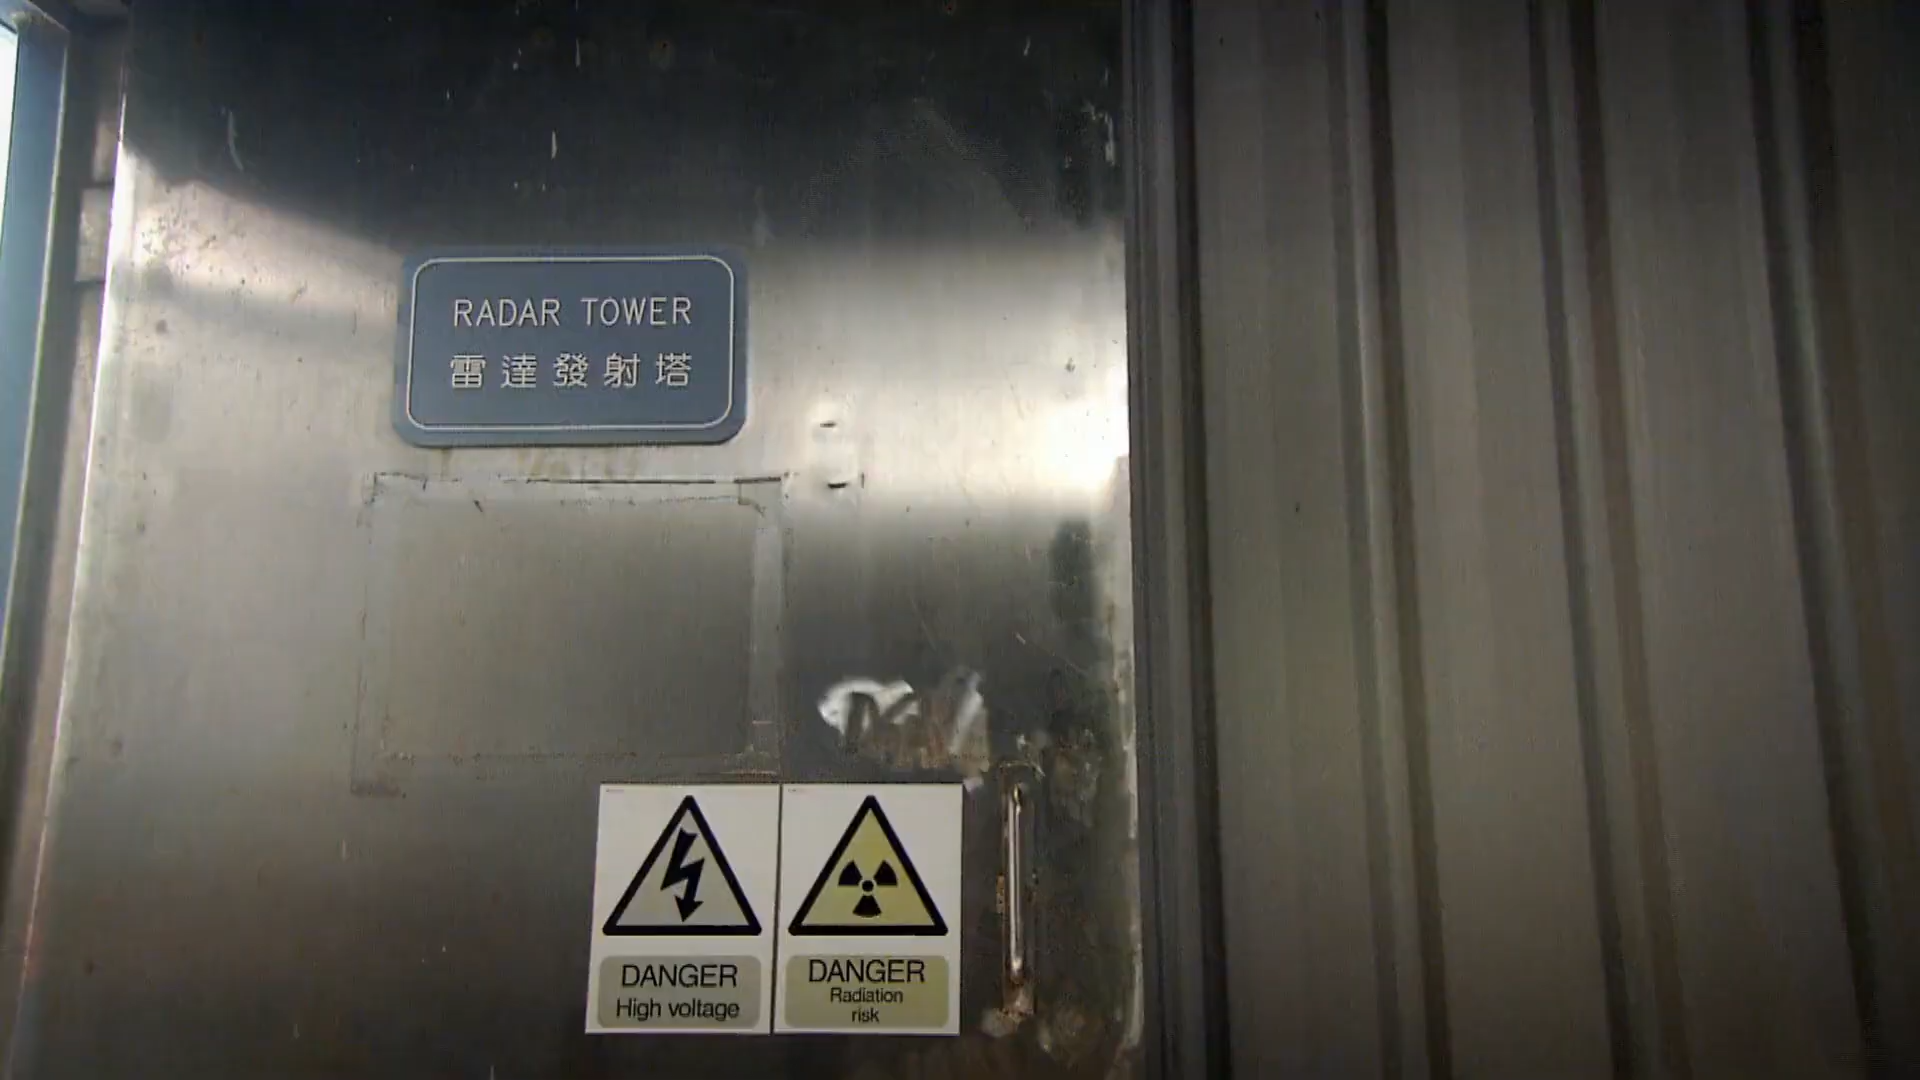 RADAR TOWER
雷達發射塔
DANGER
High voltage
DANGER
Radiation
risk